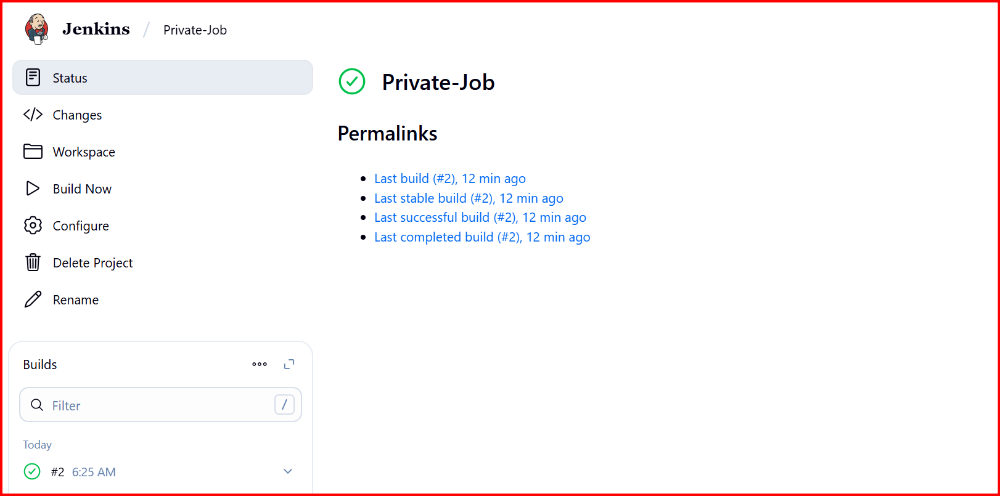 Jenkins / Private-Job
Status
Changes
Workspace
Build Now
Configure
Delete Project
Rename
Builds
Filter /
Today
#2 6:25 AM
Private-Job
Permalinks
Last build (#2), 12 min ago
Last stable build (#2), 12 min ago
Last successful build (#2), 12 min ago
Last completed build (#2), 12 min ago